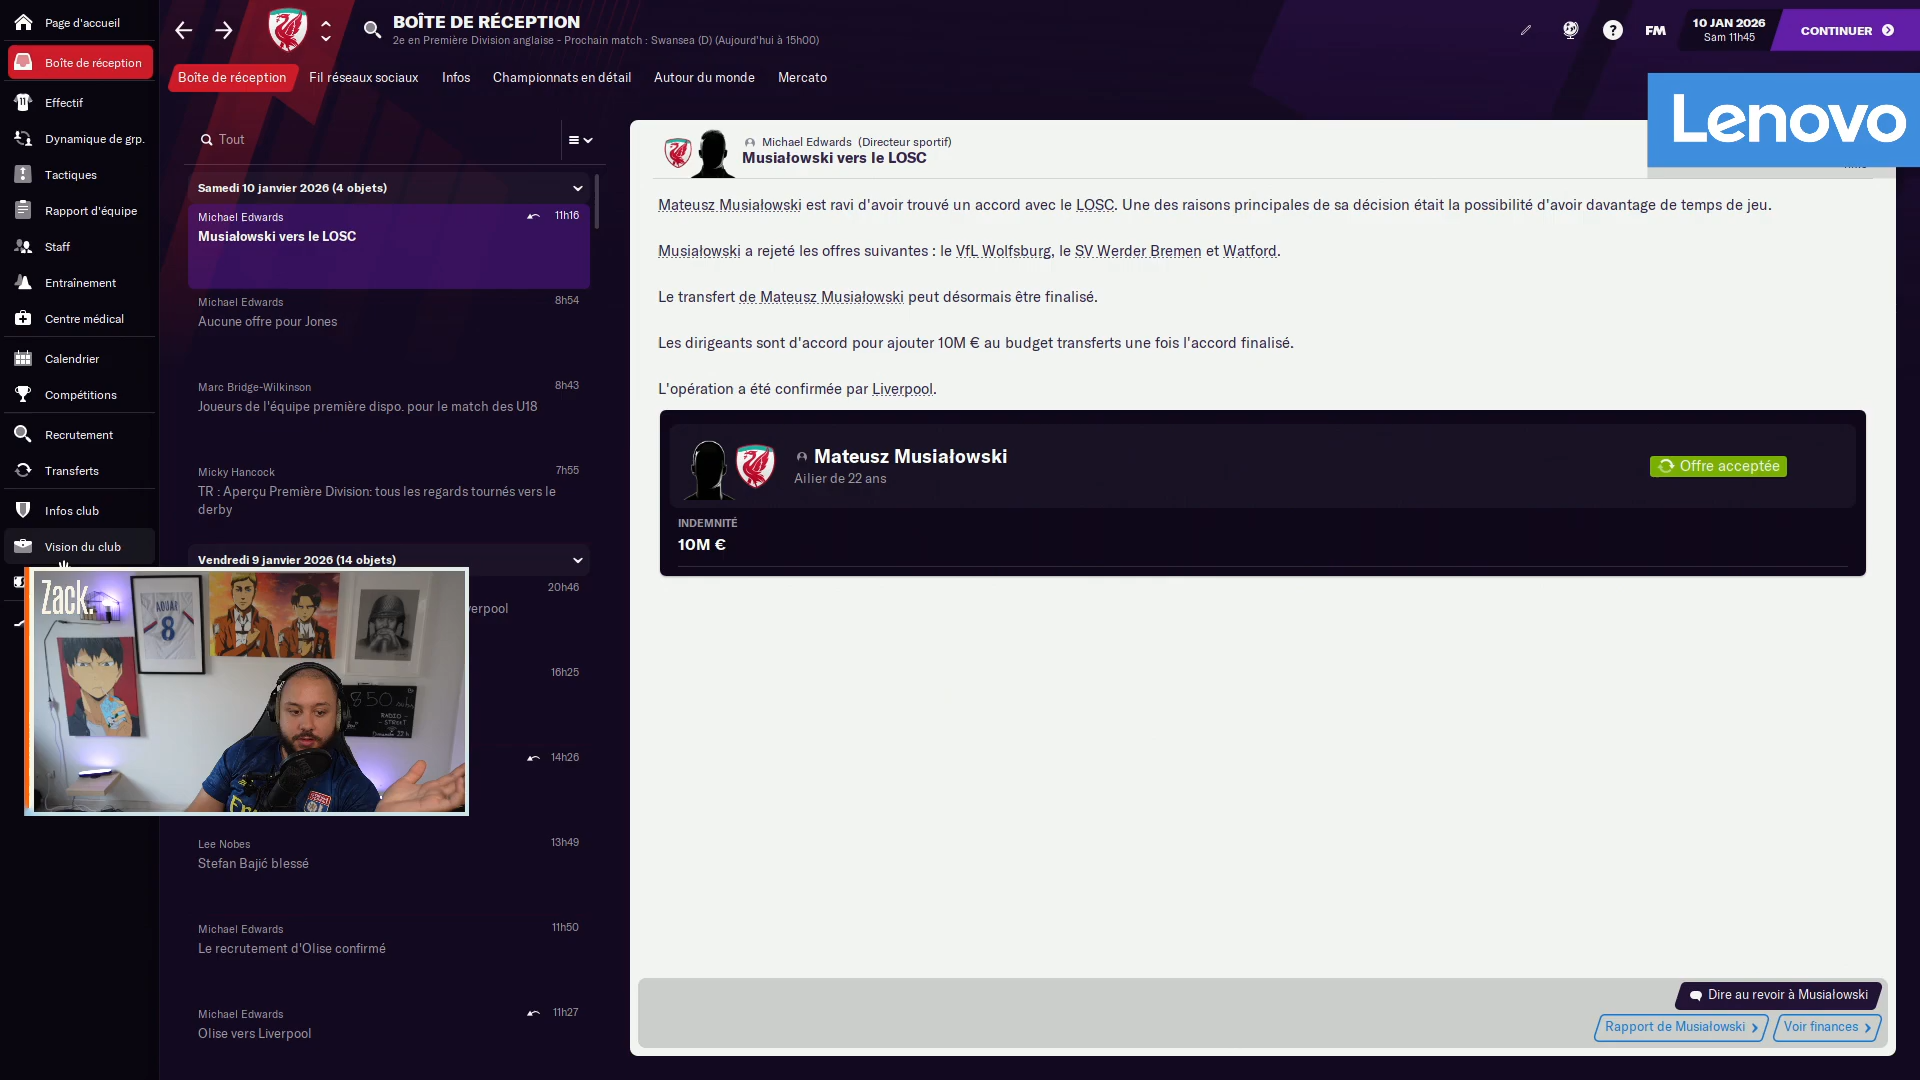 Page d'accueil
Boîte de réception
Effectif
Dynamique de grp.
Tactiques
Rapport d'équipe
Staff
Entraînement
Centre médical
Calendrier
Compétitions
Recrutement
Transferts
Infos club
Vision du club
BOÎTE DE RÉCEPTION
2e en Première Division anglaise - Prochain match : Swansea (D) (Aujourd'hui à 15h00)
FM
10 JAN 2026
Sam 11h45
CONTINUER
Boîte de réception
Fil réseaux sociaux
Infos
Championnats en détail
Autour du monde
Mercato
Lenovo
Tout
Samedi 10 janvier 2026 (4 objets)
Michael Edwards
11h16
Musiałowski vers le LOSC
Michael Edwards
8h54
Aucune offre pour Jones
Marc Bridge-Wilkinson
8h43
Joueurs de l'équipe première dispo. pour le match des U18
Micky Hancock
7h55
TR : Aperçu Première Division: tous les regards tournés vers le
derby
Vendredi 9 janvier 2026 (14 objets)
20h46
verpool
16h25
14h26
Lee Nobes
13h49
Stefan Bajić blessé
Michael Edwards
11h50
Le recrutement d'Olise confirmé
Michael Edwards
11h27
Olise vers Liverpool
Michael Edwards (Directeur sportif)
Musiałowski vers le LOSC
Mateusz Musiałowski est ravi d'avoir trouvé un accord avec le LOSC. Une des raisons principales de sa décision était la possibilité d'avoir davantage de temps de jeu.
Musiałowski a rejeté les offres suivantes : le VfL Wolfsburg, le SV Werder Bremen et Watford.
Le transfert de Mateusz Musiałowski peut désormais être finalisé.
Les dirigeants sont d'accord pour ajouter 10M € au budget transferts une fois l'accord finalisé.
L'opération a été confirmée par Liverpool.
Mateusz Musiałowski
Ailier de 22 ans
Offre acceptée
INDEMNITÉ
10M €
Dire au revoir à Musiałowski
Rapport de Musiałowski
Voir finances
Zack.
AOUAR
8
850
RADIO
- STREET